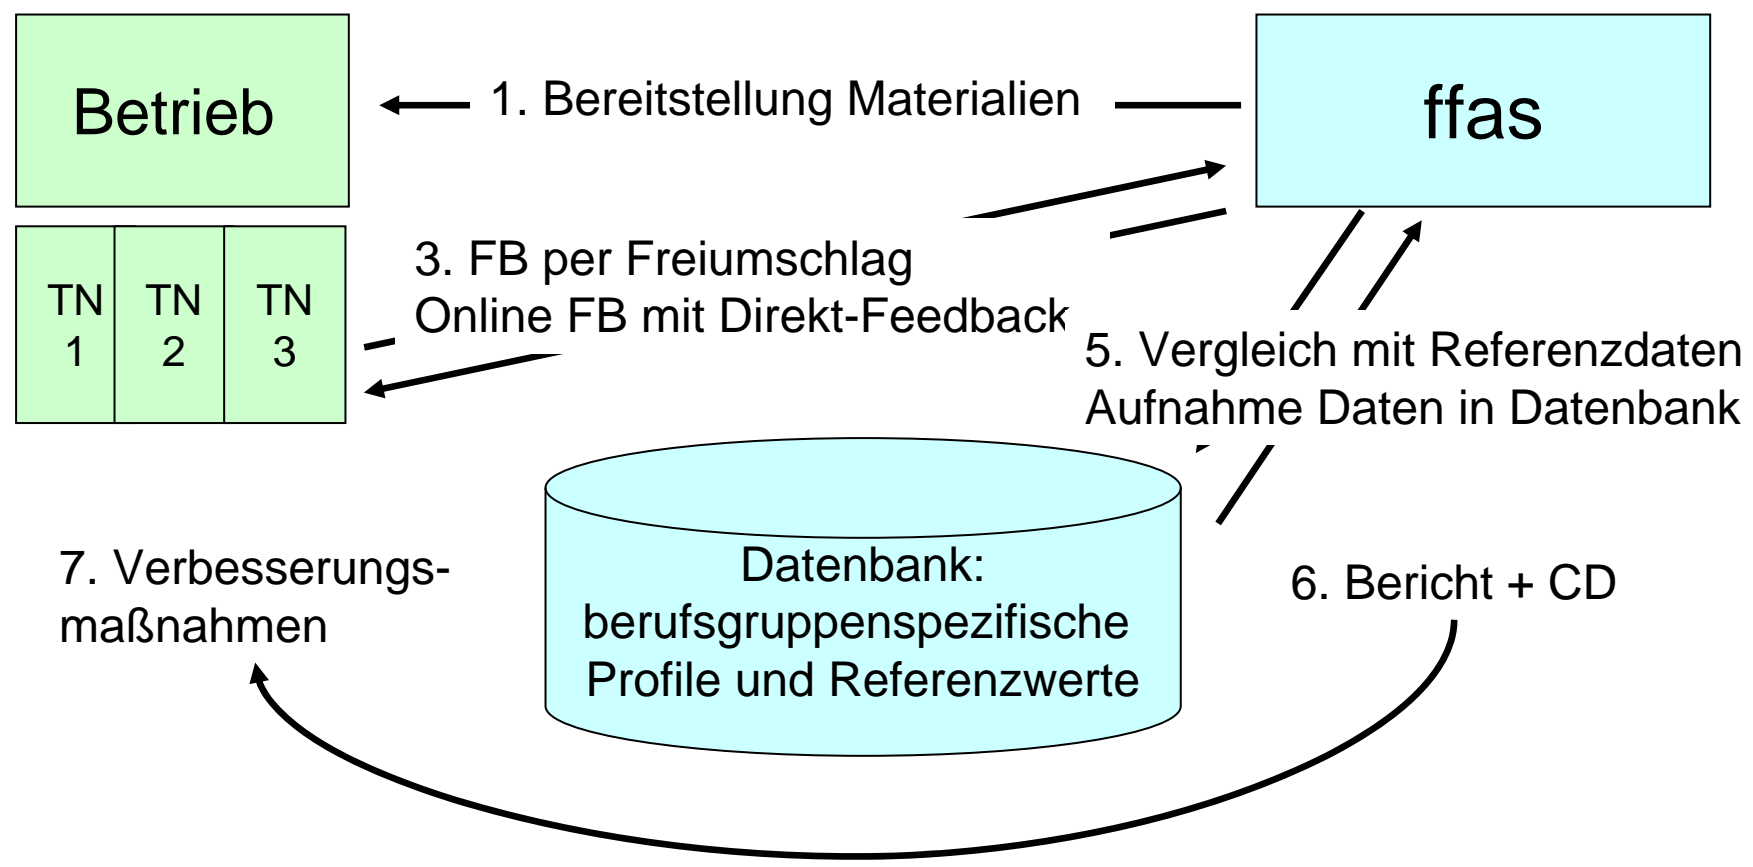 Betrieb
1. Bereitstellung Materialien
ffas
TN
1
TN
2
TN
3
3. FB per Freiumschlag
Online FB mit Direkt-Feedback
5. Vergleich mit Referenzdaten
Aufnahme Daten in Datenbank
Datenbank:
berufsgruppenspezifische
Profile und Referenzwerte
6. Bericht + CD
7. Verbesserungs-
maßnahmen